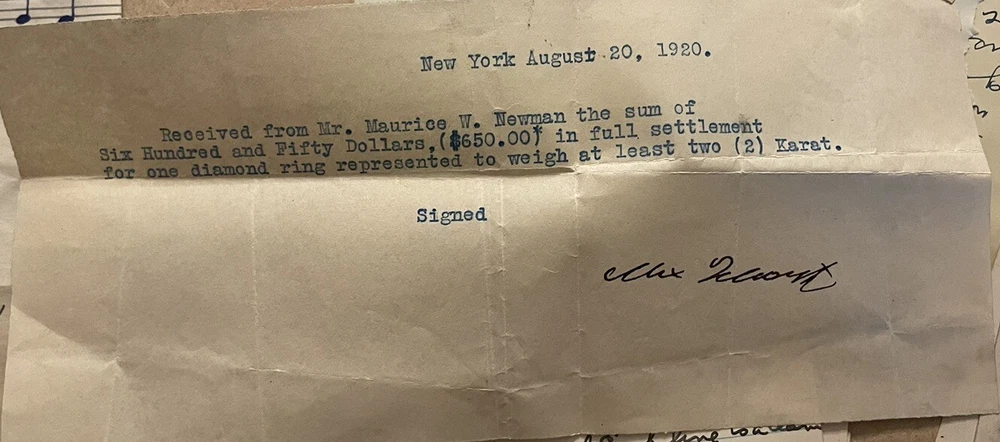 New York August 20, 1920.
Received from Mr. Maurice W. Newman the sum of
Six Hundred and Fifty Dollars, ($650.00) in full settlement
for one diamond ring represented to weigh at least two (2) Karat.
Signed
Alex